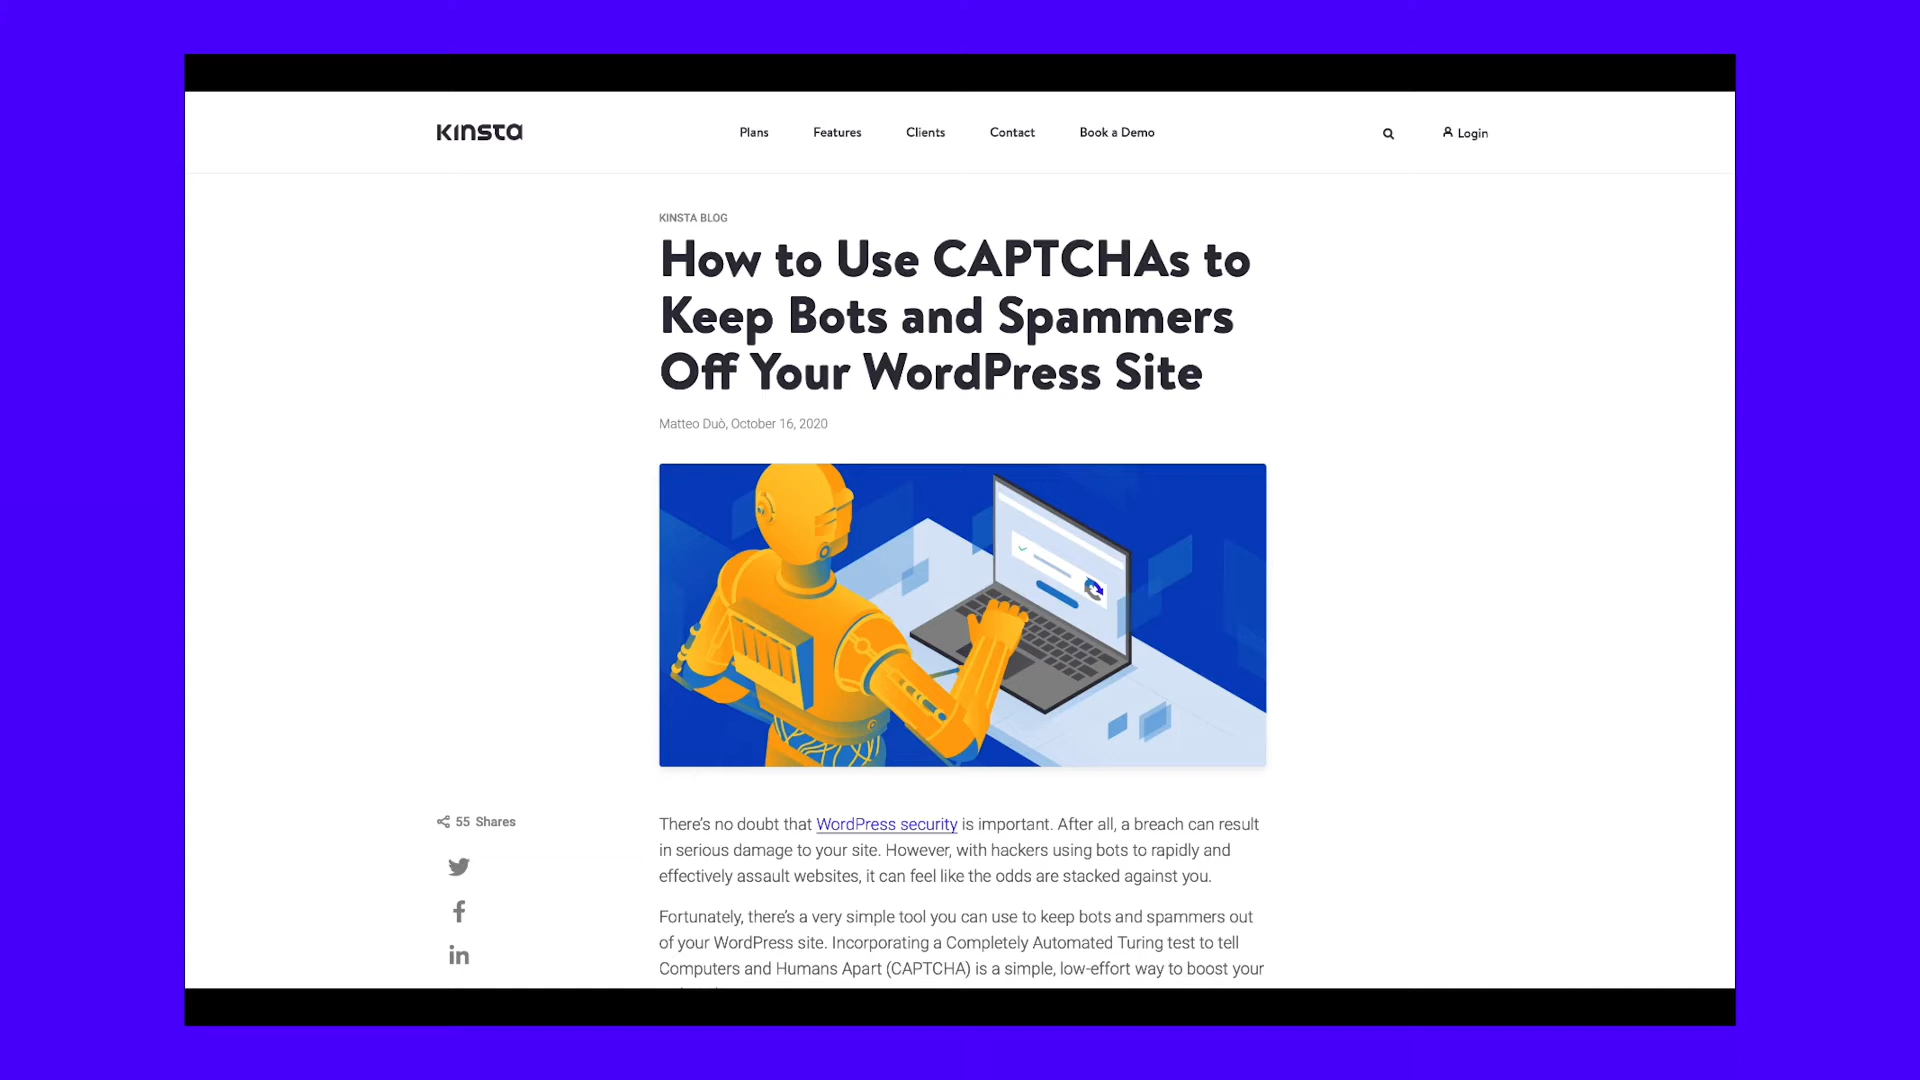 KINSTA
Plans
Features
Clients
Contact
Book a Demo
Login
KINSTA BLOG
How to Use CAPTCHAs to
Keep Bots and Spammers
Off Your WordPress Site
Matteo Duò, October 16, 2020
55 Shares
There's no doubt that WordPress security is important. After all, a breach can result
in serious damage to your site. However, with hackers using bots to rapidly and
effectively assault websites, it can feel like the odds are stacked against you.
Fortunately, there's a very simple tool you can use to keep bots and spammers out
of your WordPress site. Incorporating a Completely Automated Turing test to tell
Computers and Humans Apart (CAPTCHA) is a simple, low-effort way to boost your